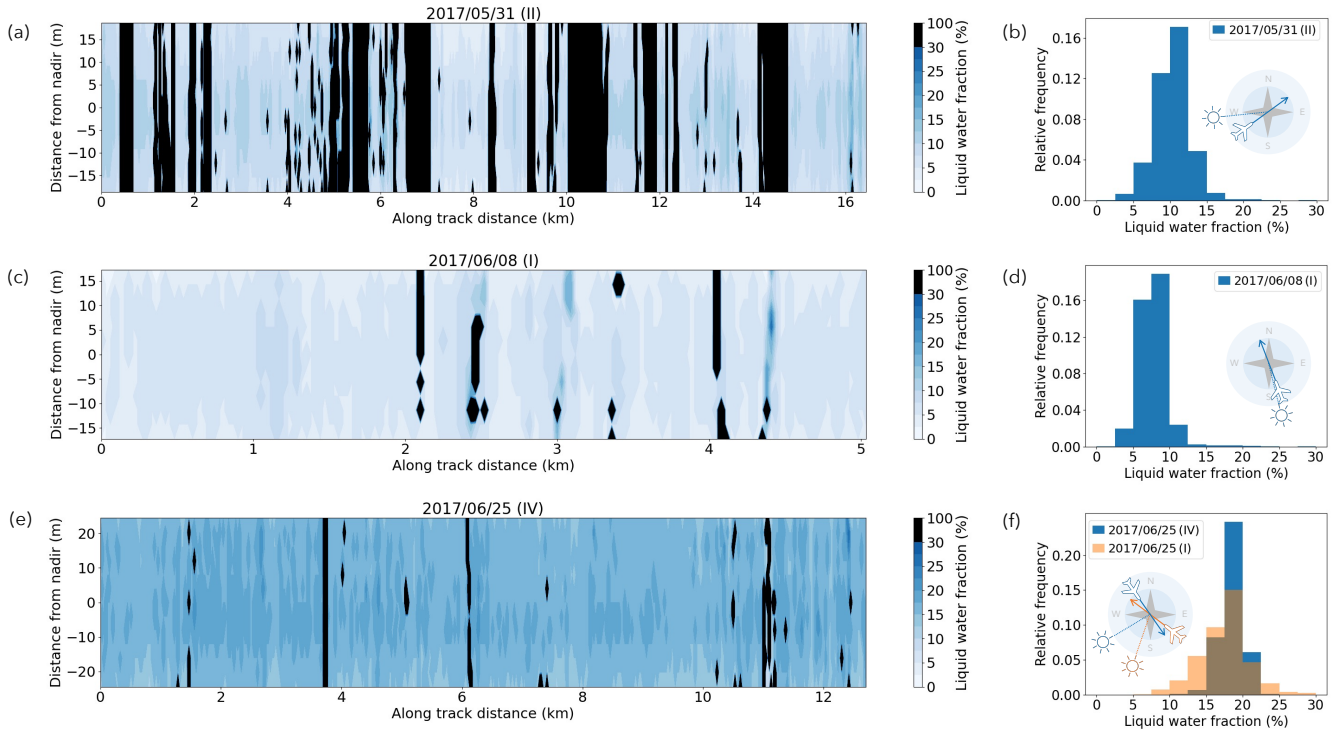 (a)
2017/05/31 (II)
Distance from nadir (m)
15
10
5
0
−5
−10
−15
0 2 4 6 8 10 12 14 16
Along track distance (km)
100
30
25
20
15
10
5
0
Liquid water fraction (%)
(b)
Relative frequency
0.16
0.12
0.08
0.04
0.00
2017/05/31 (II)
N
W E
S
0 5 10 15 20 25 30
Liquid water fraction (%)
(c)
2017/06/08 (I)
Distance from nadir (m)
15
10
5
0
−5
−10
−15
0 1 2 3 4 5
Along track distance (km)
100
30
25
20
15
10
5
0
Liquid water fraction (%)
(d)
Relative frequency
0.16
0.12
0.08
0.04
0.00
2017/06/08 (I)
N
W E
S
0 5 10 15 20 25 30
Liquid water fraction (%)
(e)
2017/06/25 (IV)
Distance from nadir (m)
20
10
0
−10
−20
0 2 4 6 8 10 12
Along track distance (km)
100
30
25
20
15
10
5
0
Liquid water fraction (%)
(f)
Relative frequency
0.20
0.15
0.10
0.05
0.00
2017/06/25 (IV)
2017/06/25 (I)
N
W E
S
0 5 10 15 20 25 30
Liquid water fraction (%)